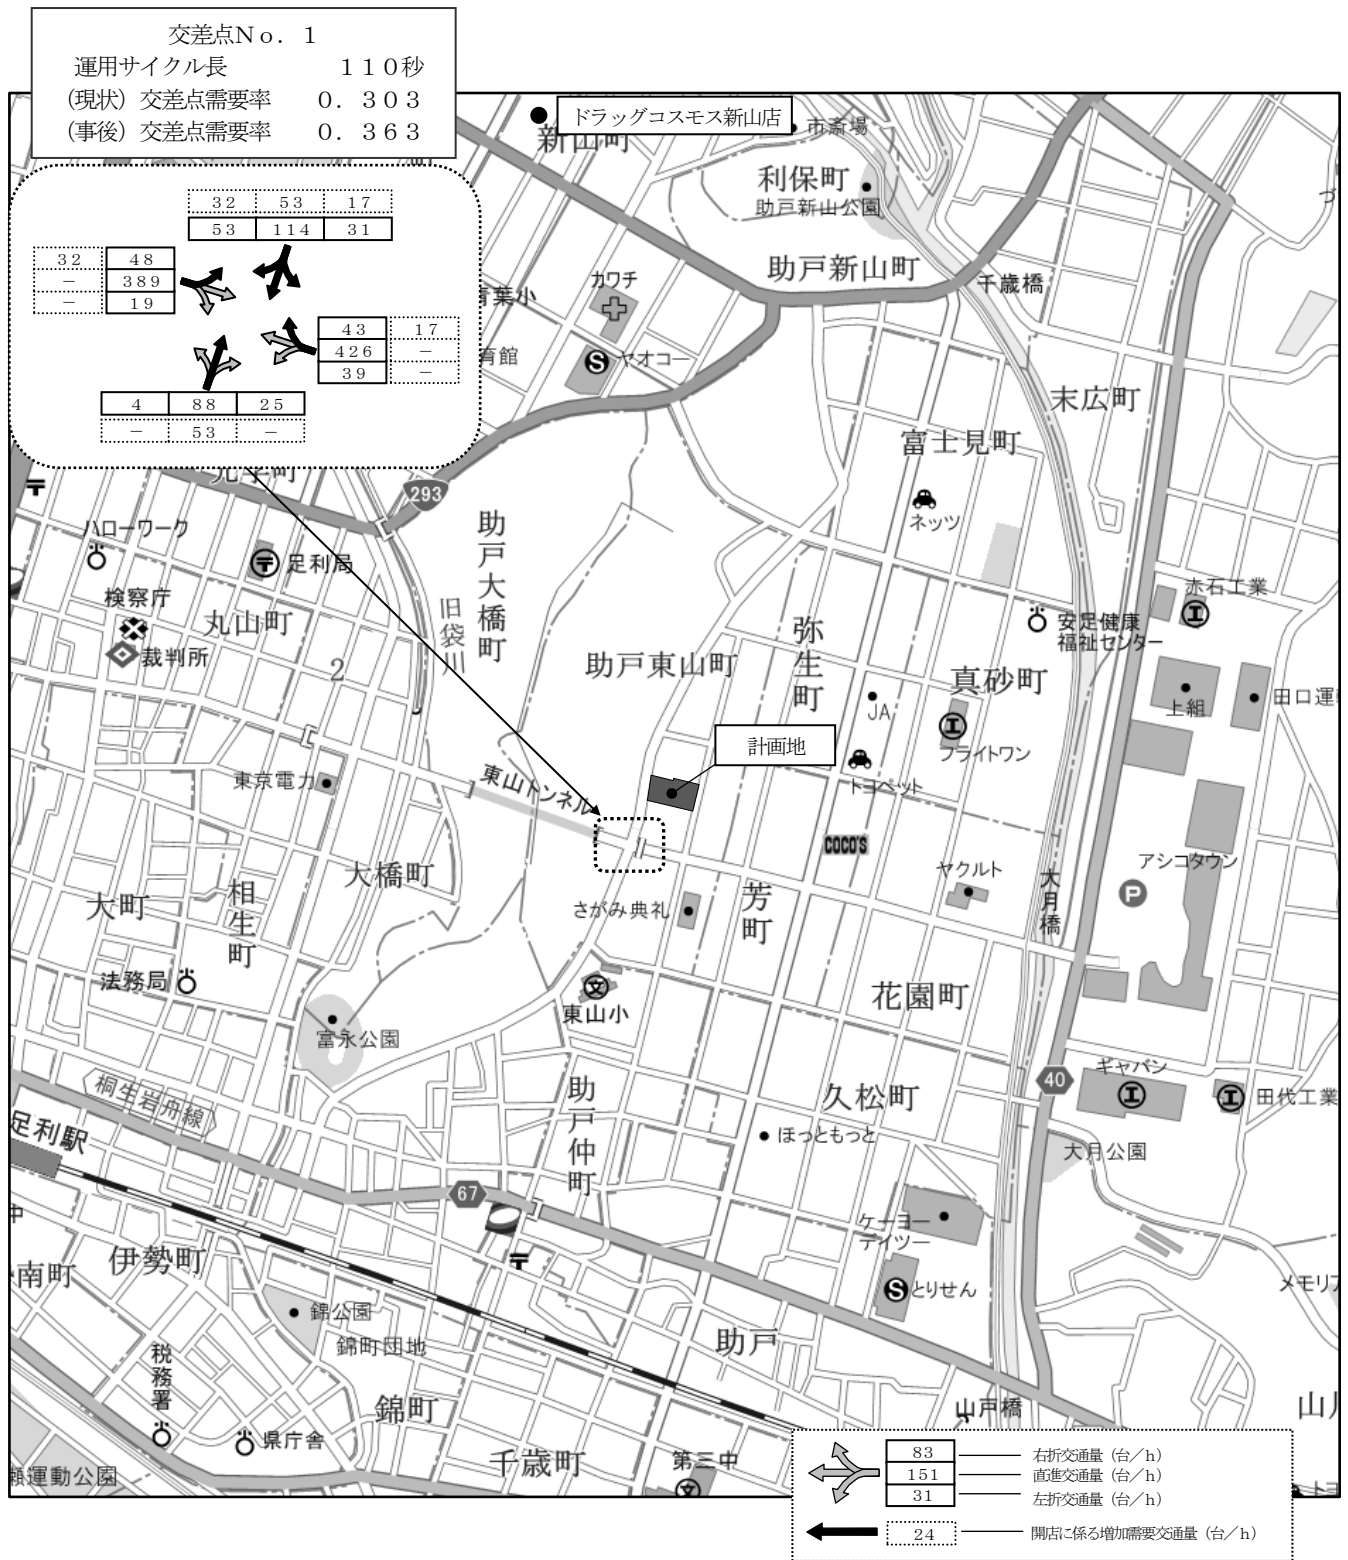 交差点No. 1
運用サイクル長 110秒
(現状) 交差点需要率 0. 303
(事後) 交差点需要率 0. 363
32 53 17
53 114 31
32 48
- 389
- 19
43 17
426 -
39 -
4 88 25
- 53 -
ドラッグコスモス新山店
新山町
市斎場
利保町
助戸新山公園
助戸新山町
千歳橋
カワチ
青葉小
育館
ヤオコー
末広町
富士見町
ネッツ
293
ハローワーク
足利局
検察庁
丸山町
裁判所
2
旧袋川
助戸大橋町
助戸東山町
弥生町
真砂町
安足健康
福祉センター
赤石工業
上組
田口運
JA
フライトワン
トヨペット
計画地
東京電力
東山トンネル
COCO'S
ヤクルト
アシコタウン
P
大橋町
大町
相生町
さがみ典礼
芳町
大月橋
法務局
花園町
東山小
富永公園
桐生岩舟線
足利駅
助戸仲町
久松町
40
ギャバン
田代工業
ほっともっと
大月公園
67
ケーヨー
デイツー
とりせん
伊勢町
南町
メモリア
錦公園
錦町団地
助戸
税務署
錦町
県庁舎
千歳町
第三中
山戸橋
運動公園
83 右折交通量 (台/h)
151 直進交通量 (台/h)
31 左折交通量 (台/h)
24 開店に係る増加需要交通量 (台/h)